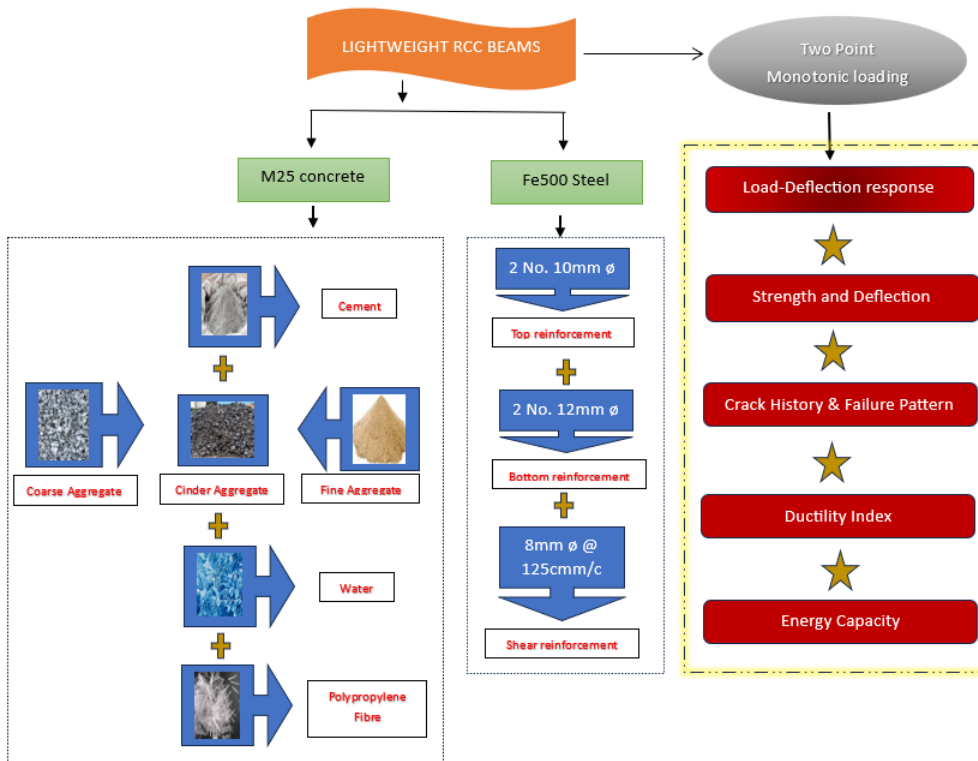 LIGHTWEIGHT RCC BEAMS
Two Point
Monotonic loading
M25 concrete
Fe500 Steel
Cement
Coarse Aggregate
Cinder Aggregate
Fine Aggregate
Water
Polypropylene
Fibre
2 No. 10mm ø
Top reinforcement
2 No. 12mm ø
Bottom reinforcement
8mm ø @
125cmm/c
Shear reinforcement
Load-Deflection response
Strength and Deflection
Crack History & Failure Pattern
Ductility Index
Energy Capacity